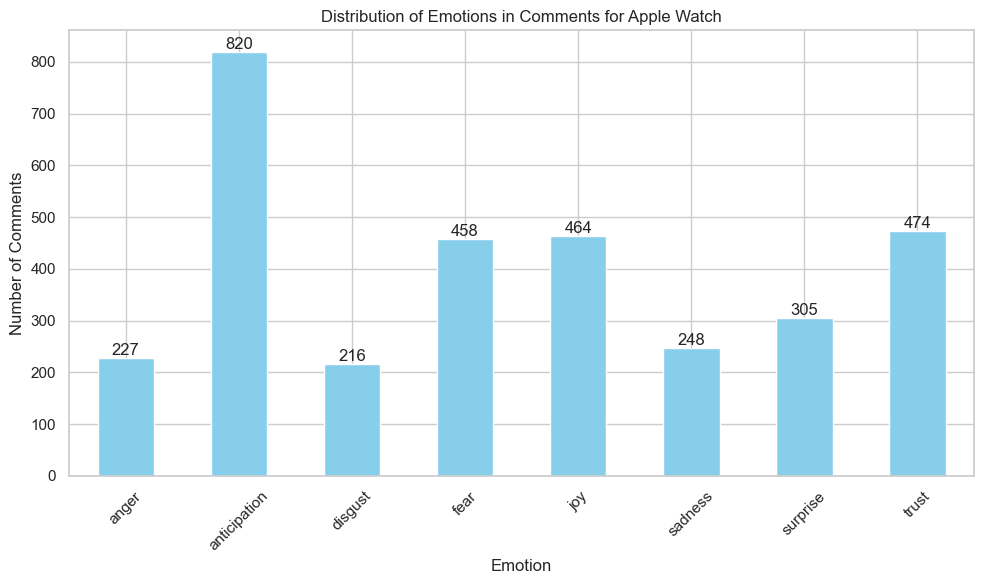 Distribution of Emotions in Comments for Apple Watch
Number of Comments
800
700
600
500
400
300
200
100
0
227
820
216
458
464
248
305
474
anger
anticipation
disgust
fear
joy
sadness
surprise
trust
Emotion